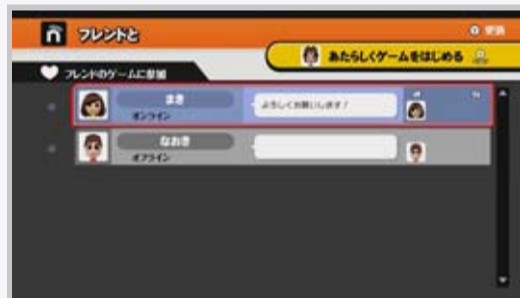 フレンドと
更新
あたらしくゲームをはじめる
フレンドのゲームに参加
まき
オンライン
よろしくお願いします！
なおき
オフライン